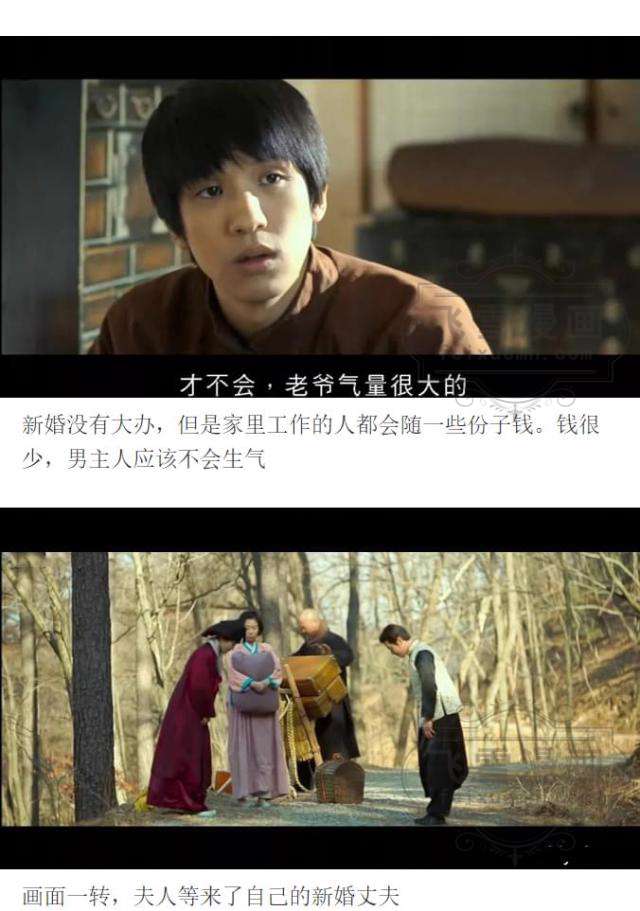 才不會，老爺气量很大的
新婚没有大办，但是家里工作的人都会随一些份子钱。钱很
少，男主人应该不会生气
画面一转，夫人等来了自己的新婚丈夫